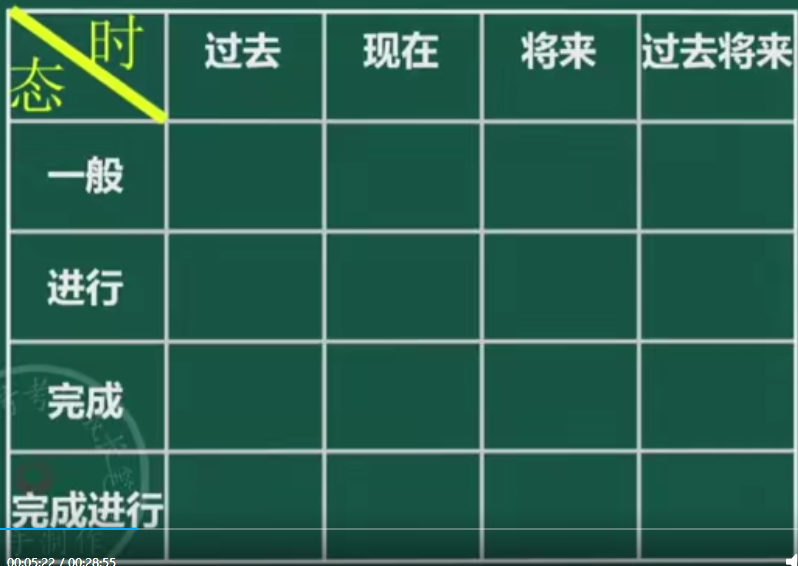 时
态
过去 现在 将来 过去将来
一般
进行
完成
完成进行
00:05:22 / 00:28:55